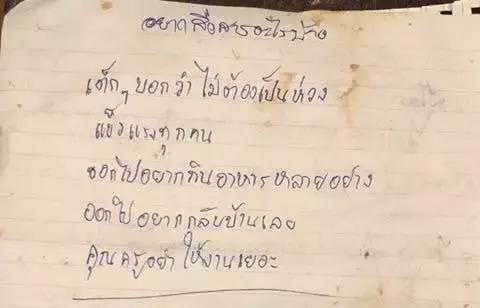 อยากสื่อสารอะไรบ้าง
เด็กๆ บอกว่า ไม่ต้องเป็นห่วง
แข็งแรงทุกคน
ออกไปอยากกินอาหารหลายอย่าง
ออกไปอยากกลับบ้านเลย
คุณครูอย่าให้งานเยอะ